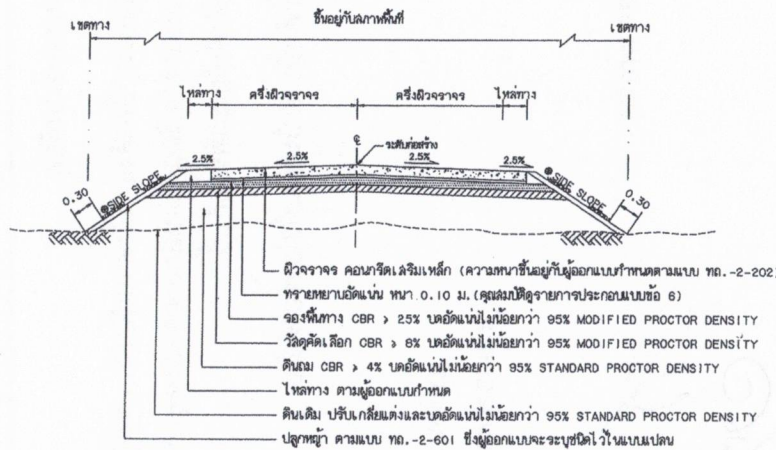 ขึ้นอยู่กับสภาพพื้นที่
เขตทาง เขตทาง
ไหล่ทาง ครึ่งผิวจราจร ครึ่งผิวจราจร ไหล่ทาง
℄ ระดับก่อสร้าง
2.5% 2.5% 2.5% 2.5%
0.30 SIDE SLOPE SIDE SLOPE 0.30
ผิวจราจร คอนกรีตเสริมเหล็ก (ความหนาขึ้นอยู่กับผู้ออกแบบกำหนดตามแบบ ทถ.-2-202)
ทรายหยาบอัดแน่น หนา 0.10 ม.(คุณสมบัติดูรายการประกอบแบบข้อ 6)
รองพื้นทาง CBR > 25% บดอัดแน่นไม่น้อยกว่า 95% MODIFIED PROCTOR DENSITY
วัสดุคัดเลือก CBR > 8% บดอัดแน่นไม่น้อยกว่า 95% MODIFIED PROCTOR DENSITY
ดินถม CBR > 4% บดอัดแน่นไม่น้อยกว่า 95% STANDARD PROCTOR DENSITY
ไหล่ทาง ตามผู้ออกแบบกำหนด
ดินเดิม ปรับเกลี่ยแต่งและบดอัดแน่นไม่น้อยกว่า 95% STANDARD PROCTOR DENSITY
ปลูกหญ้า ตามแบบ ทถ.-2-601 ซึ่งผู้ออกแบบจะระบุชนิดไว้ในแบบแปลน